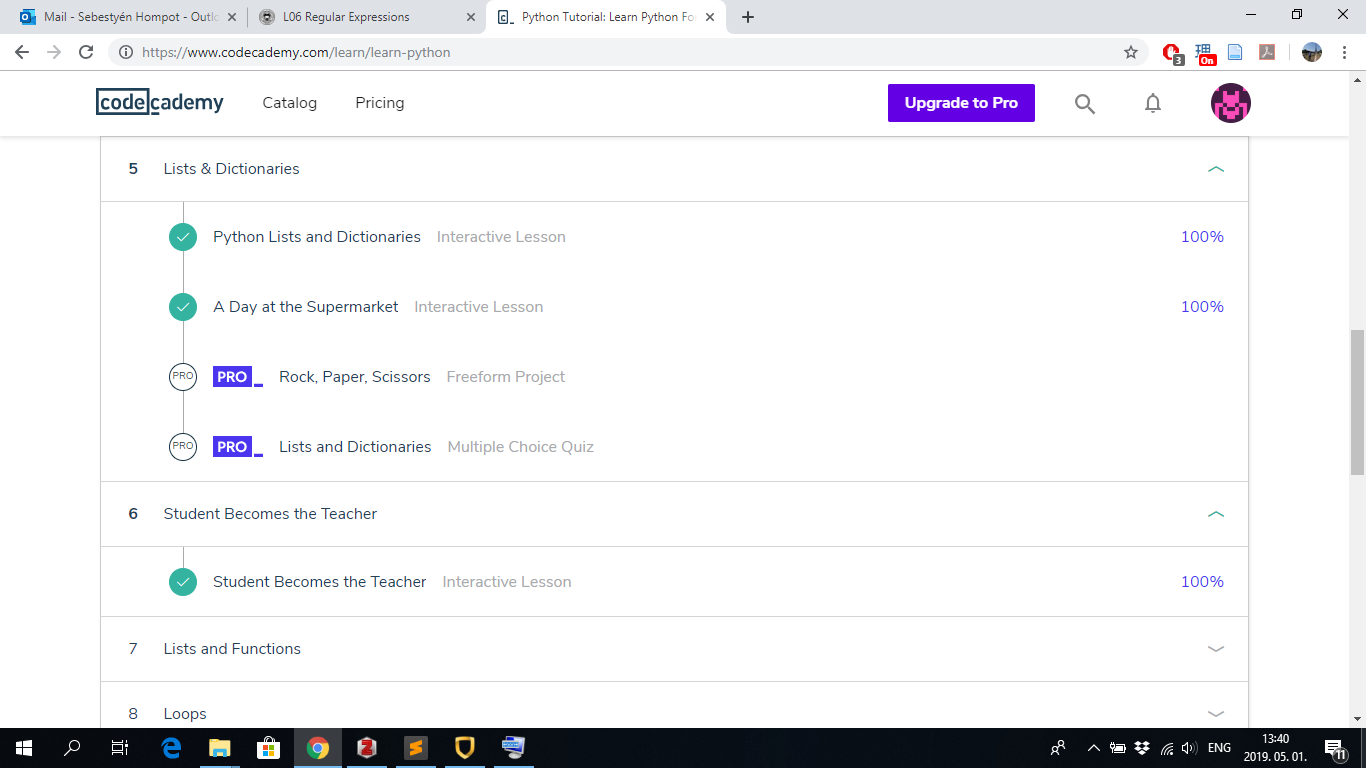 Mail - Sebestyén Hompot - Outlo
L06 Regular Expressions
Python Tutorial: Learn Python For
https://www.codecademy.com/learn/learn-python
3
On
codecademy
Catalog
Pricing
Upgrade to Pro
5 Lists & Dictionaries
Python Lists and Dictionaries Interactive Lesson 100%
A Day at the Supermarket Interactive Lesson 100%
PRO PRO_ Rock, Paper, Scissors Freeform Project
PRO PRO_ Lists and Dictionaries Multiple Choice Quiz
6 Student Becomes the Teacher
Student Becomes the Teacher Interactive Lesson 100%
7 Lists and Functions
8 Loops
ENG
13:40
2019. 05. 01.
11